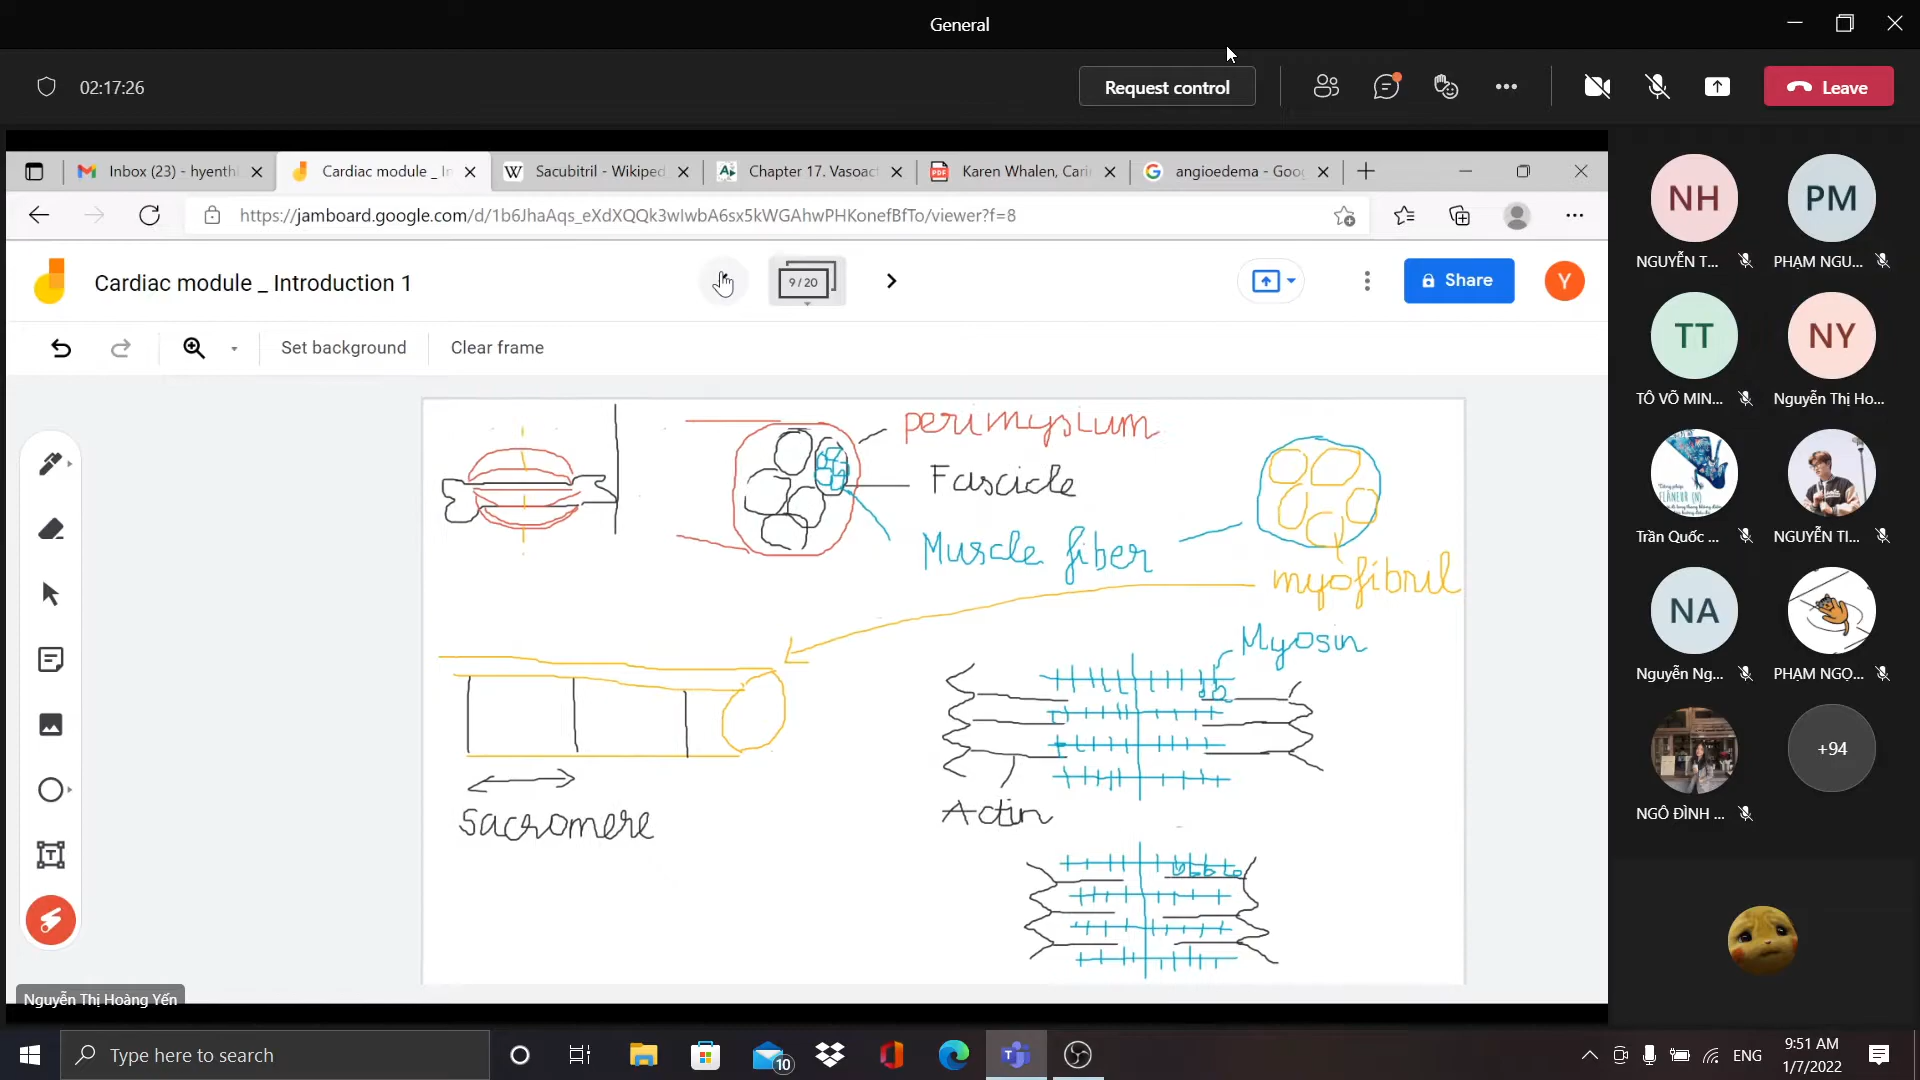 General
02:17:26
Request control
Leave
Inbox (23) - hyenth
Cardiac module _ In
Sacubitril - Wikiped
Chapter 17. Vasoac
Karen Whalen, Cari
angioedema - Goo
https://jamboard.google.com/d/1b6JhaAqs_eXdXQQk3wIwbA6sx5kWGAhwPHKonefBfTo/viewer?f=8
Cardiac module _ Introduction 1
9 / 20
Share
Y
Set background
Clear frame
perimysium
Fascicle
Muscle fiber
myofibril
Myosin
Actin
Sacromere
NH
PM
NGUYỄN T...
PHẠM NGU...
TT
NY
TÔ VÕ MIN...
Nguyễn Thị Ho...
Trần Quốc ...
NGUYỄN TI...
NA
Nguyễn Ng...
PHẠM NGỌ...
+94
NGÔ ĐÌNH ...
Nguyễn Thị Hoàng Yến
Type here to search
10
ENG
9:51 AM
1/7/2022